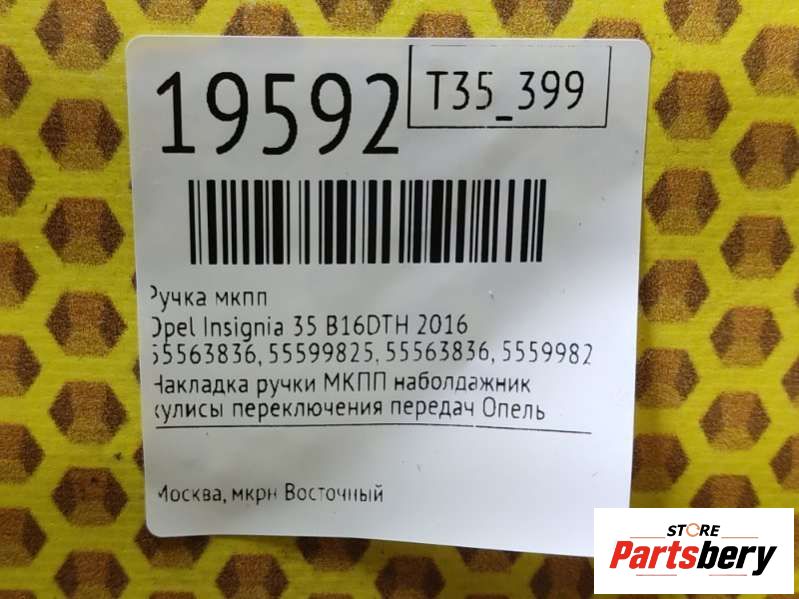 19592
T35_399
Ручка мкпп
Opel Insignia 35 B16DTH 2016
55563836, 55599825, 55563836, 5559982
Накладка ручки МКПП наболдажник
кулисы переключения передач Опель
Москва, мкрн Восточный
STORE
Partsbery